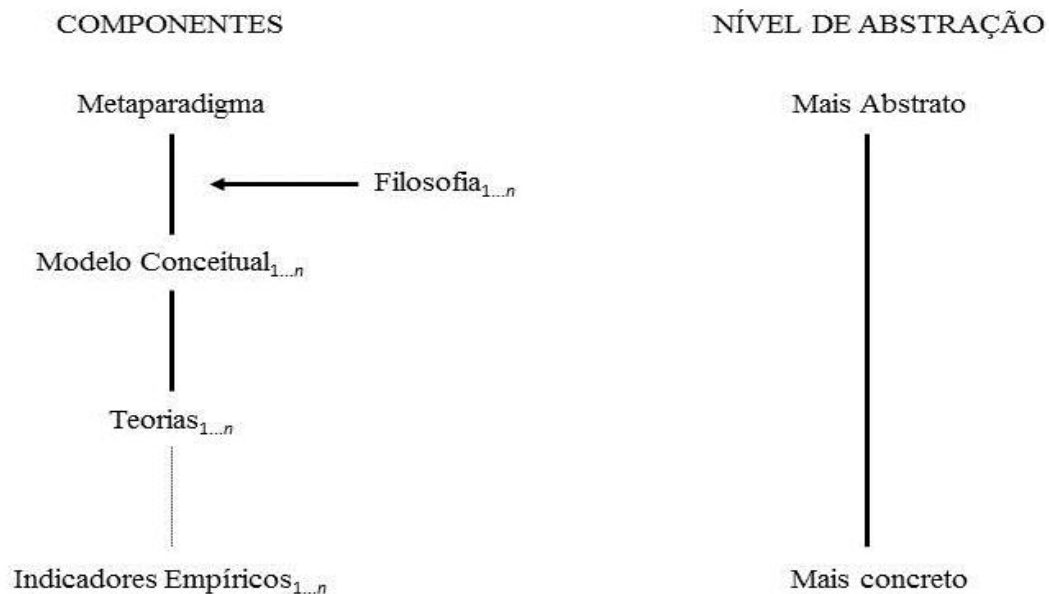 COMPONENTES
NÍVEL DE ABSTRAÇÃO
Metaparadigma
Mais Abstrato
Filosofia1...n
Modelo Conceitual1...n
Teorias1...n
Indicadores Empíricos1...n
Mais concreto